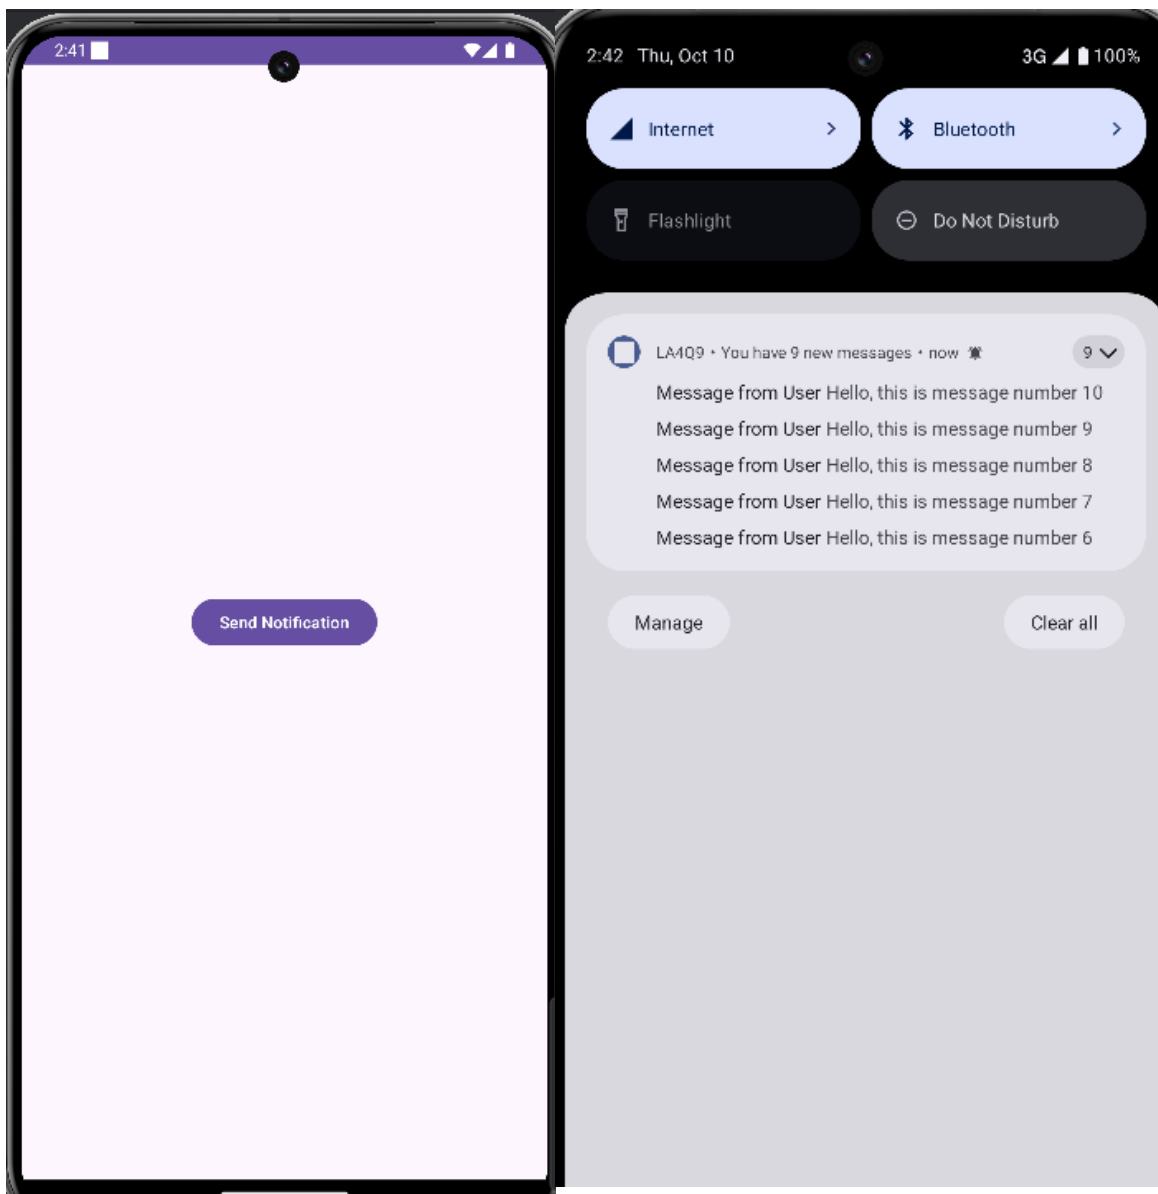 2:41
Send Notification
2:42 Thu, Oct 10
3G 100%
Internet
Bluetooth
Flashlight
Do Not Disturb
LA4Q9 • You have 9 new messages • now
9
Message from User Hello, this is message number 10
Message from User Hello, this is message number 9
Message from User Hello, this is message number 8
Message from User Hello, this is message number 7
Message from User Hello, this is message number 6
Manage
Clear all